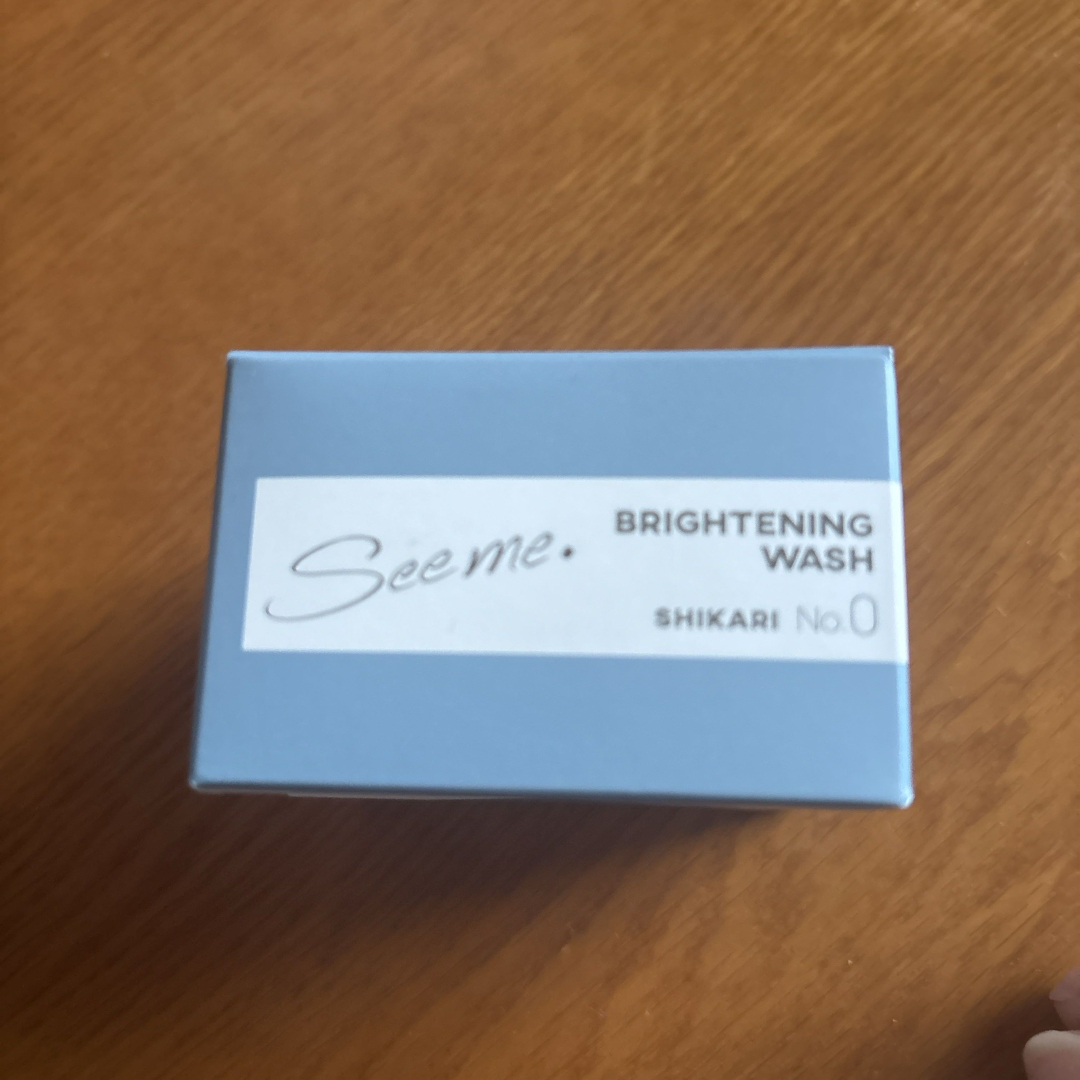 See me.
BRIGHTENING
WASH
SHIKARI No.0